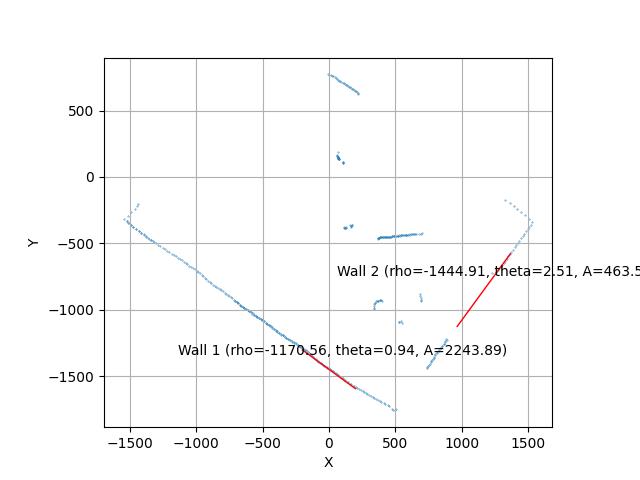 500
0
−500
−1000
−1500
Y
Wall 2 (rho=-1444.91, theta=2.51, A=463.5
Wall 1 (rho=-1170.56, theta=0.94, A=2243.89)
−1500 −1000 −500 0 500 1000 1500
X